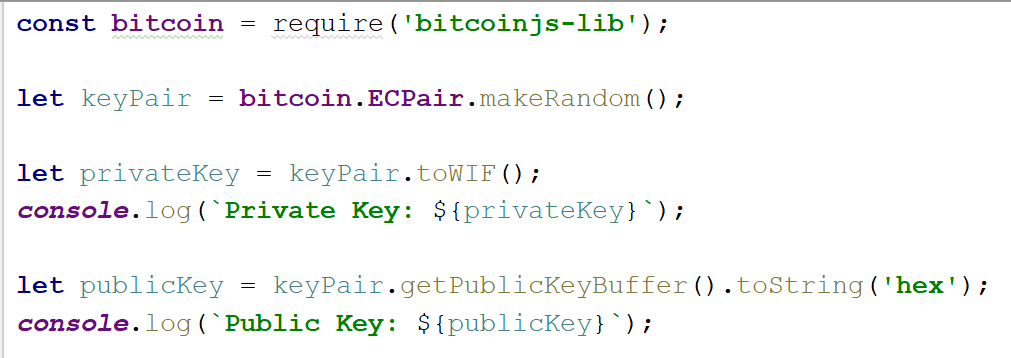 const bitcoin = require('bitcoinjs-lib');
let keyPair = bitcoin.ECPair.makeRandom();
let privateKey = keyPair.toWIF();
console.log(`Private Key: ${privateKey}`);
let publicKey = keyPair.getPublicKeyBuffer().toString('hex');
console.log(`Public Key: ${publicKey}`);